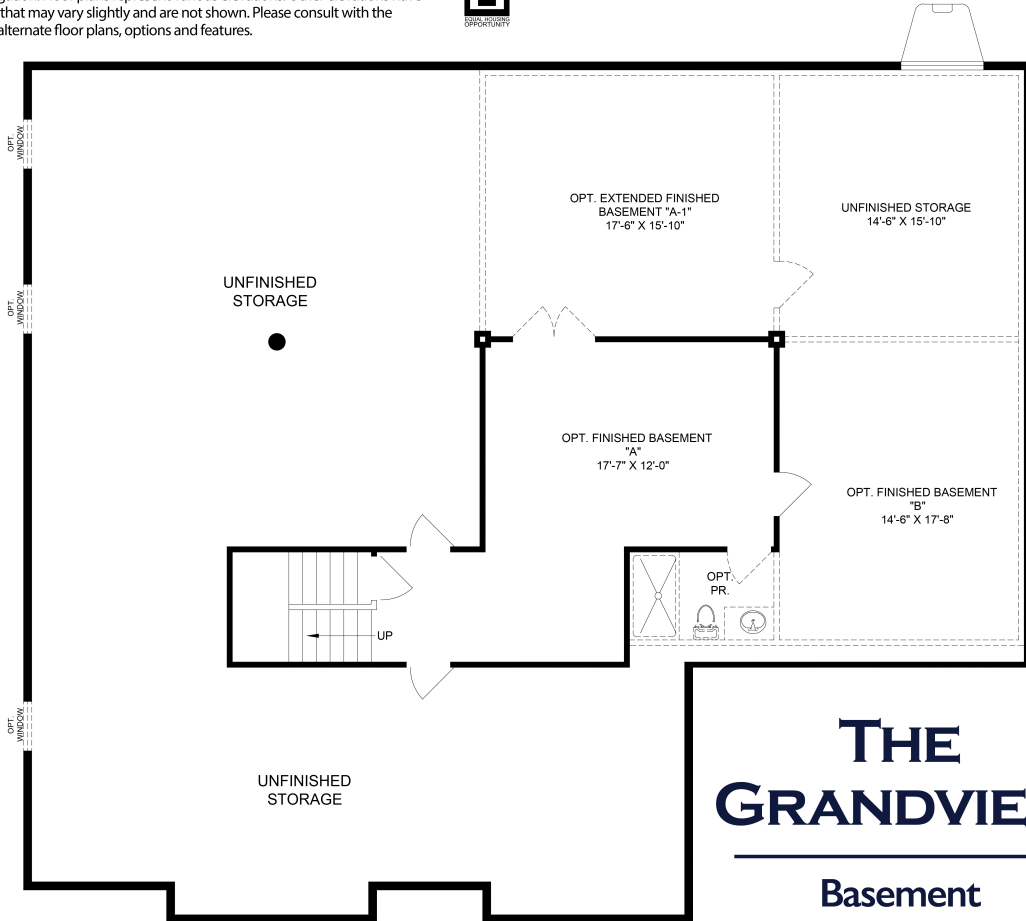 that may vary slightly and are not shown. Please consult with the
alternate floor plans, options and features.
EQUAL HOUSING
OPPORTUNITY
OPT.
WINDOW
OPT. EXTENDED FINISHED
BASEMENT "A-1"
17'-6" X 15'-10"
UNFINISHED STORAGE
14'-6" X 15'-10"
UNFINISHED
STORAGE
OPT.
WINDOW
OPT. FINISHED BASEMENT
"A"
17'-7" X 12'-0"
OPT. FINISHED BASEMENT
"B"
14'-6" X 17'-8"
OPT.
PR.
UP
OPT.
WINDOW
UNFINISHED
STORAGE
THE
GRANDVIE
Basement